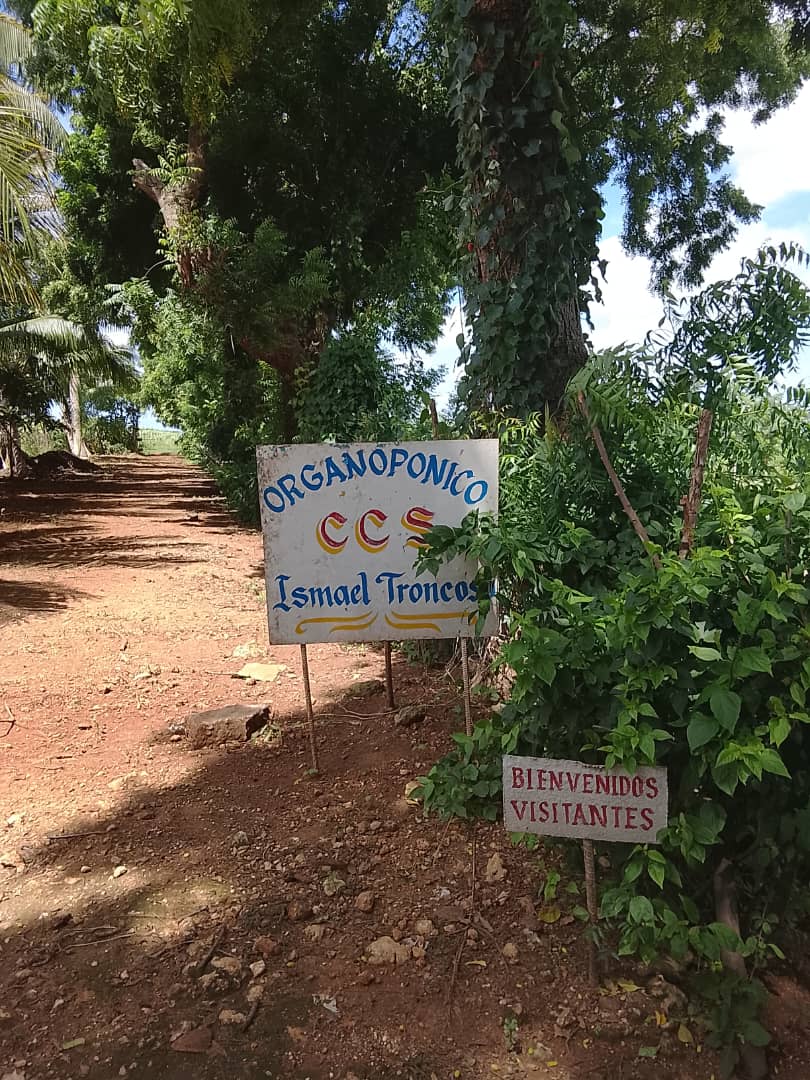 ORGANOPONICO
CCS
Ismael Troncoso
BIENVENIDOS
VISITANTES